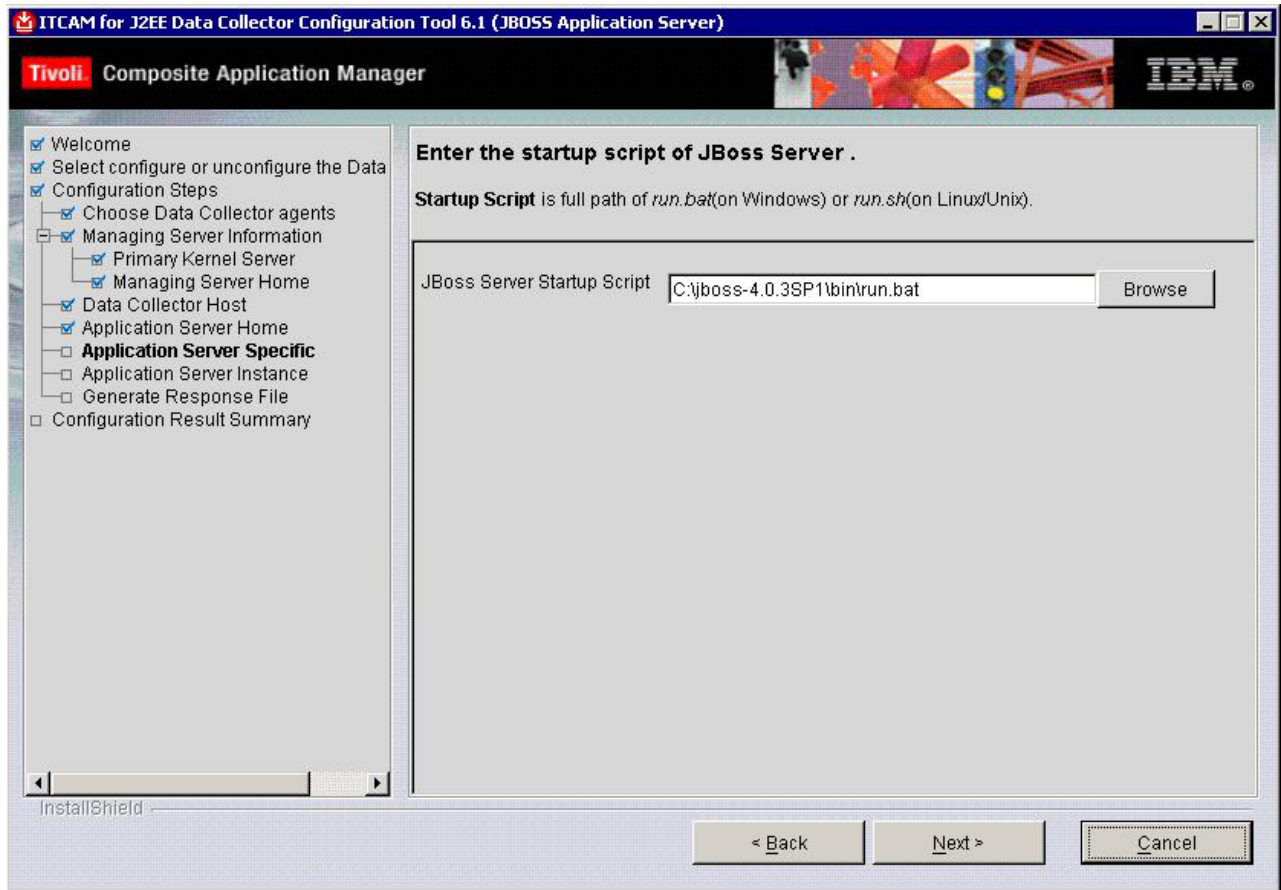 ITCAM for J2EE Data Collector Configuration Tool 6.1 (JBOSS Application Server)
Tivoli. Composite Application Manager
IBM®
Welcome
Select configure or unconfigure the Data
Configuration Steps
Choose Data Collector agents
Managing Server Information
Primary Kernel Server
Managing Server Home
Data Collector Host
Application Server Home
Application Server Specific
Application Server Instance
Generate Response File
Configuration Result Summary
Enter the startup script of JBoss Server .
Startup Script is full path of run.bat(on Windows) or run.sh(on Linux/Unix).
JBoss Server Startup Script
C:\jboss-4.0.3SP1\bin\run.bat
Browse
InstallShield
< Back
Next >
Cancel